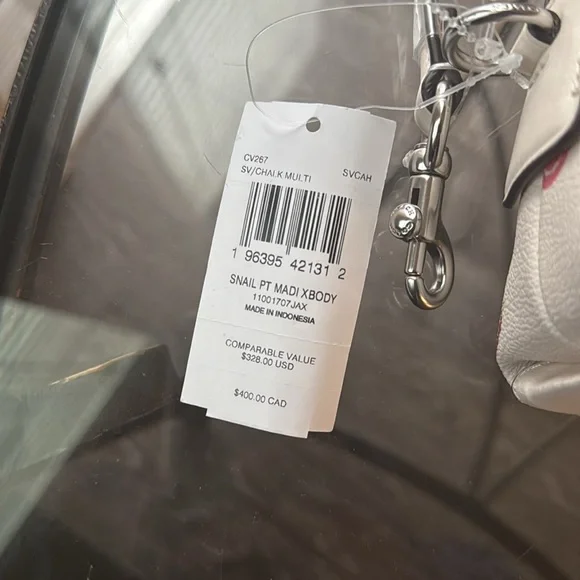 CV267
SV/CHALK MULTI SVCAH
1 96395 42131 2
SNAIL PT MADI XBODY
11001707JAX
MADE IN INDONESIA
COMPARABLE VALUE
$328.00 USD
$400.00 CAD